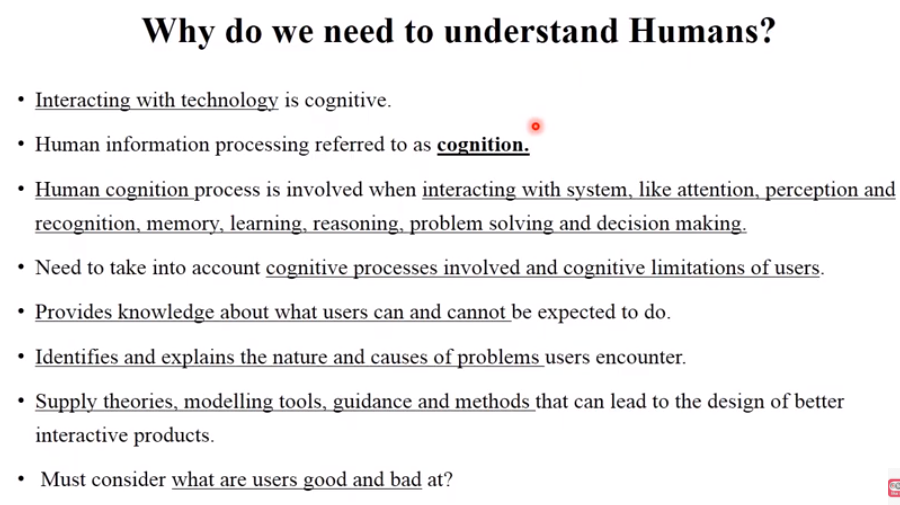 Why do we need to understand Humans?
• Interacting with technology is cognitive.
• Human information processing referred to as cognition.
• Human cognition process is involved when interacting with system, like attention, perception and
recognition, memory, learning, reasoning, problem solving and decision making.
• Need to take into account cognitive processes involved and cognitive limitations of users.
• Provides knowledge about what users can and cannot be expected to do.
• Identifies and explains the nature and causes of problems users encounter.
• Supply theories, modelling tools, guidance and methods that can lead to the design of better
interactive products.
• Must consider what are users good and bad at?